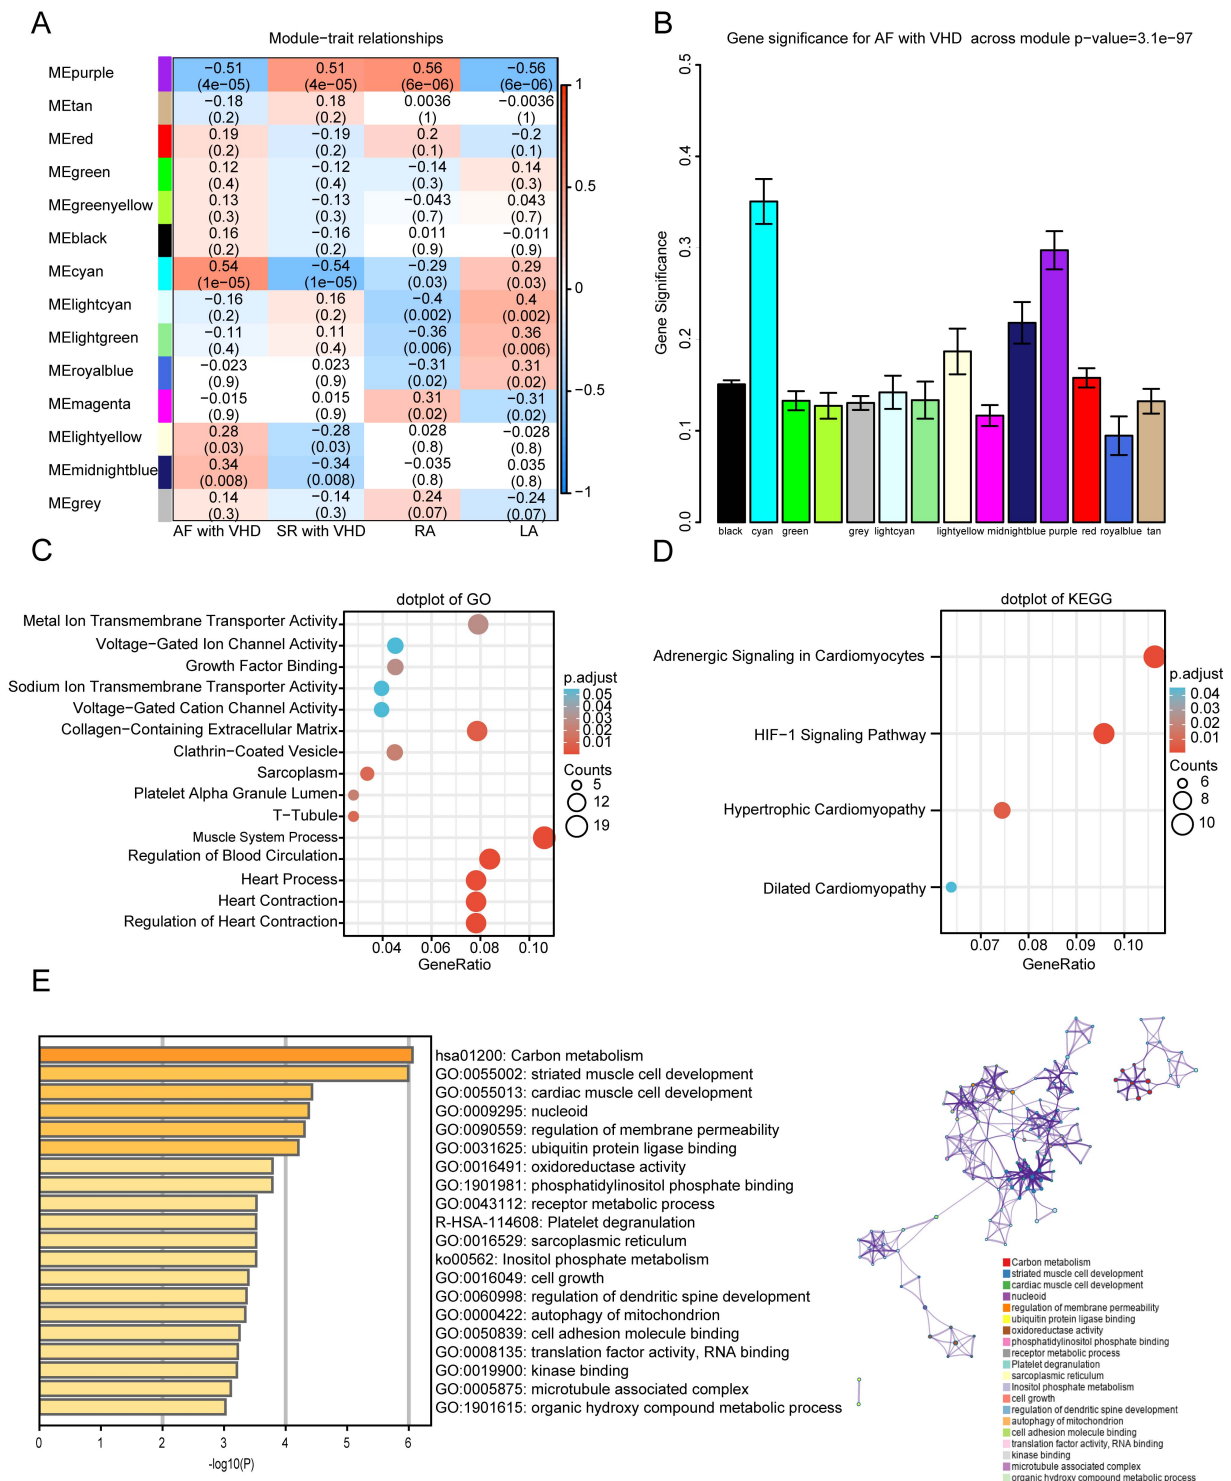 A
Module−trait relationships
MEpurple −0.51 0.51 0.56 −0.56
(4e−05) (4e−05) (6e−06) (6e−06)
MEtan −0.18 0.18 0.0036 −0.0036
(0.2) (0.2) (1) (1)
MEred 0.19 −0.19 0.2 −0.2
(0.2) (0.2) (0.1) (0.1)
MEgreen 0.12 −0.12 −0.14 0.14
(0.4) (0.4) (0.3) (0.3)
MEgreenyellow 0.13 −0.13 −0.043 0.043
(0.3) (0.3) (0.7) (0.7)
MEblack 0.16 −0.16 0.011 −0.011
(0.2) (0.2) (0.9) (0.9)
MEcyan 0.54 −0.54 −0.29 0.29
(1e−05) (1e−05) (0.03) (0.03)
MElightcyan −0.16 0.16 −0.4 0.4
(0.2) (0.2) (0.002) (0.002)
MElightgreen −0.11 0.11 −0.36 0.36
(0.4) (0.4) (0.006) (0.006)
MEroyalblue −0.023 0.023 −0.31 0.31
(0.9) (0.9) (0.02) (0.02)
MEmagenta −0.015 0.015 0.31 −0.31
(0.9) (0.9) (0.02) (0.02)
MElightyellow 0.28 −0.28 0.028 −0.028
(0.03) (0.03) (0.8) (0.8)
MEmidnightblue 0.34 −0.34 −0.035 0.035
(0.008) (0.008) (0.8) (0.8)
MEgrey 0.14 −0.14 0.24 −0.24
(0.3) (0.3) (0.07) (0.07)
AF with VHD SR with VHD RA LA
1
0.5
0
−0.5
−1
B
Gene significance for AF with VHD across module p−value=3.1e−97
Gene Significance
0.5
0.4
0.3
0.2
0.1
0.0
black cyan green grey lightcyan lightyellow midnightblue purple red royalblue tan
C
dotplot of GO
Metal Ion Transmembrane Transporter Activity
Voltage−Gated Ion Channel Activity
Growth Factor Binding
Sodium Ion Transmembrane Transporter Activity
Voltage−Gated Cation Channel Activity
Collagen−Containing Extracellular Matrix
Clathrin−Coated Vesicle
Sarcoplasm
Platelet Alpha Granule Lumen
T−Tubule
Muscle System Process
Regulation of Blood Circulation
Heart Process
Heart Contraction
Regulation of Heart Contraction
0.04 0.06 0.08 0.10
GeneRatio
p.adjust
0.05
0.04
0.03
0.02
0.01
Counts
5
12
19
D
dotplot of KEGG
Adrenergic Signaling in Cardiomyocytes
HIF−1 Signaling Pathway
Hypertrophic Cardiomyopathy
Dilated Cardiomyopathy
0.07 0.08 0.09 0.10
GeneRatio
p.adjust
0.04
0.03
0.02
0.01
Counts
6
8
10
E
hsa01200: Carbon metabolism
GO:0055002: striated muscle cell development
GO:0055013: cardiac muscle cell development
GO:0009295: nucleoid
GO:0090559: regulation of membrane permeability
GO:0031625: ubiquitin protein ligase binding
GO:0016491: oxidoreductase activity
GO:1901981: phosphatidylinositol phosphate binding
GO:0043112: receptor metabolic process
R-HSA-114608: Platelet degranulation
GO:0016529: sarcoplasmic reticulum
ko00562: Inositol phosphate metabolism
GO:0016049: cell growth
GO:0060998: regulation of dendritic spine development
GO:0000422: autophagy of mitochondrion
GO:0050839: cell adhesion molecule binding
GO:0008135: translation factor activity, RNA binding
GO:0019900: kinase binding
GO:0005875: microtubule associated complex
GO:1901615: organic hydroxy compound metabolic process
0 1 2 3 4 5 6
-log10(P)
Carbon metabolism
striated muscle cell development
cardiac muscle cell development
nucleoid
regulation of membrane permeability
ubiquitin protein ligase binding
oxidoreductase activity
phosphatidylinositol phosphate binding
receptor metabolic process
Platelet degranulation
sarcoplasmic reticulum
Inositol phosphate metabolism
cell growth
regulation of dendritic spine development
autophagy of mitochondrion
cell adhesion molecule binding
translation factor activity, RNA binding
kinase binding
microtubule associated complex
organic hydroxy compound metabolic process